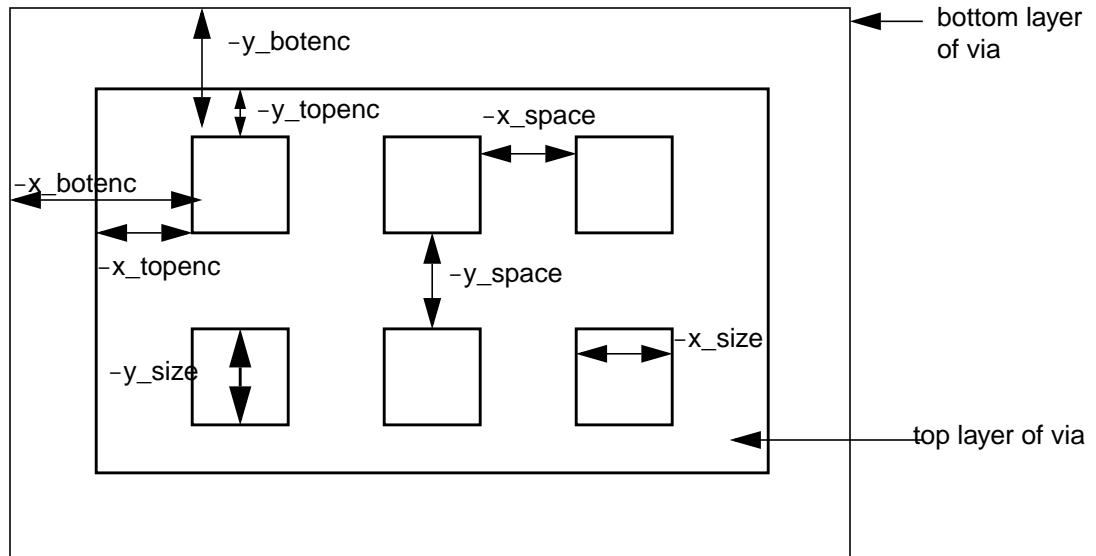 bottom layer
of via
–y_botenc
–y_topenc
–x_space
–x_botenc
–x_topenc
–y_space
–x_size
–y_size
top layer of via